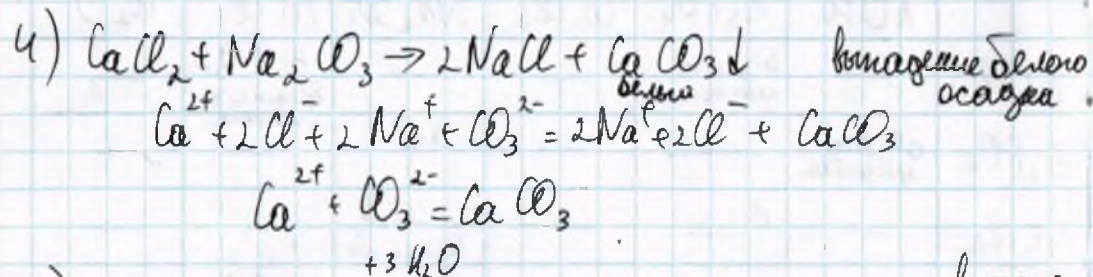 4) CaCl₂ + Na₂CO₃ → 2NaCl + CaCO₃↓ выпадение белого
белый осадка.
Ca²⁺ + 2Cl⁻ + 2Na⁺ + CO₃²⁻ = 2Na⁺ + 2Cl⁻ + CaCO₃
Ca²⁺ + CO₃²⁻ = CaCO₃
+3H₂O